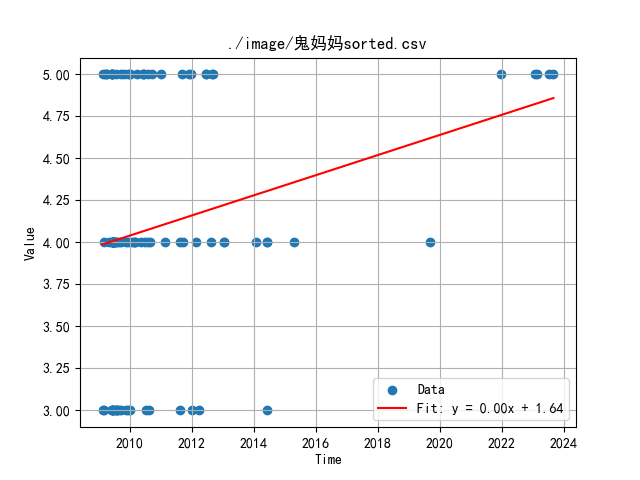 ./image/鬼妈妈sorted.csv
5.00
4.75
4.50
4.25
4.00
3.75
3.50
3.25
3.00
Value
2010 2012 2014 2016 2018 2020 2022 2024
Time
Data
Fit: y = 0.00x + 1.64